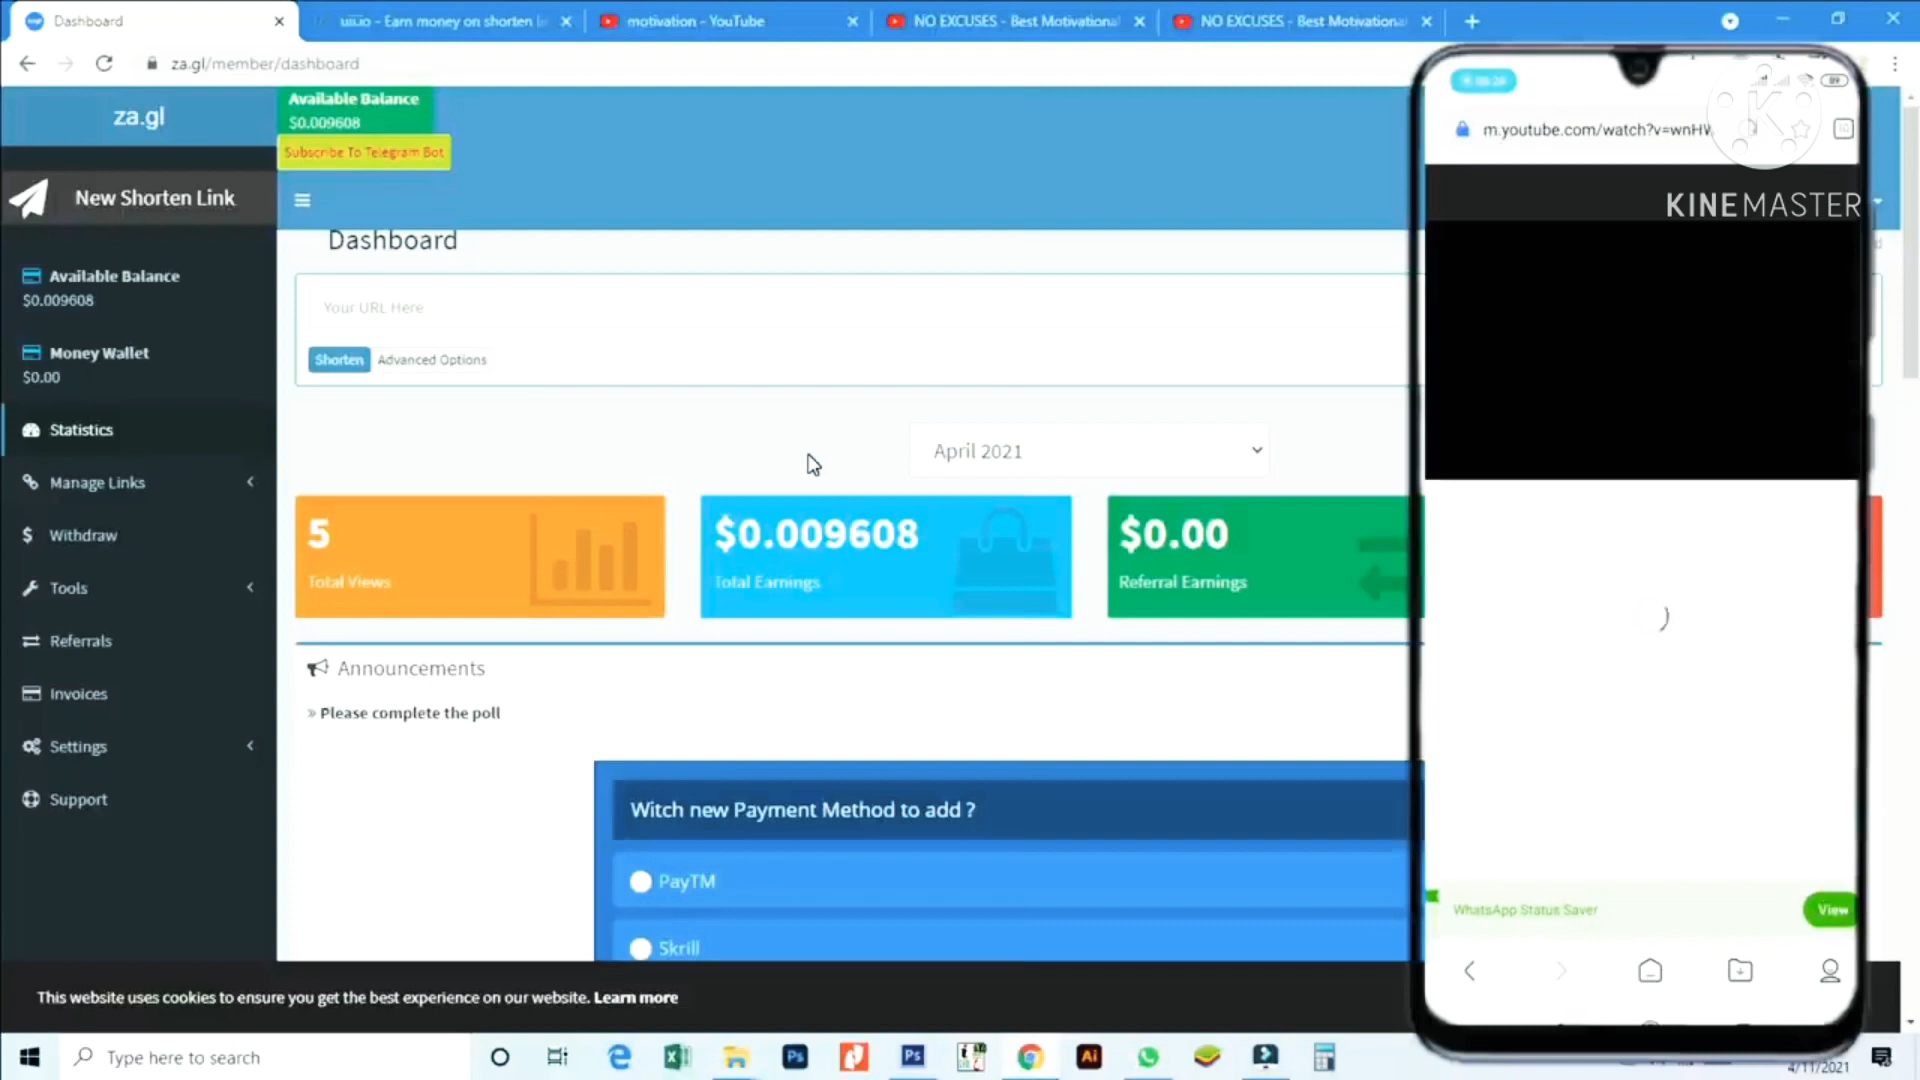 Dashboard
uiiu.io - Earn money on shorten
motivation - YouTube
NO EXCUSES - Best Motivational
NO EXCUSES - Best Motivational
za.gl/member/dashboard
za.gl
Available Balance
$0.009608
Subscribe To Telegram Bot
New Shorten Link
Available Balance
$0.009608
Money Wallet
$0.00
Statistics
Manage Links
Withdraw
Tools
Referrals
Invoices
Settings
Support
Dashboard
Your URL Here
Shorten
Advanced Options
April 2021
5
Total Views
$0.009608
Total Earnings
$0.00
Referral Earnings
Announcements
» Please complete the poll
Witch new Payment Method to add ?
PayTM
Skrill
m.youtube.com/watch?v=wnHV
K
KINEMASTER
WhatsApp Status Saver
View
This website uses cookies to ensure you get the best experience on our website. Learn more
Type here to search
Ps
Ps
Ai
4/11/2021